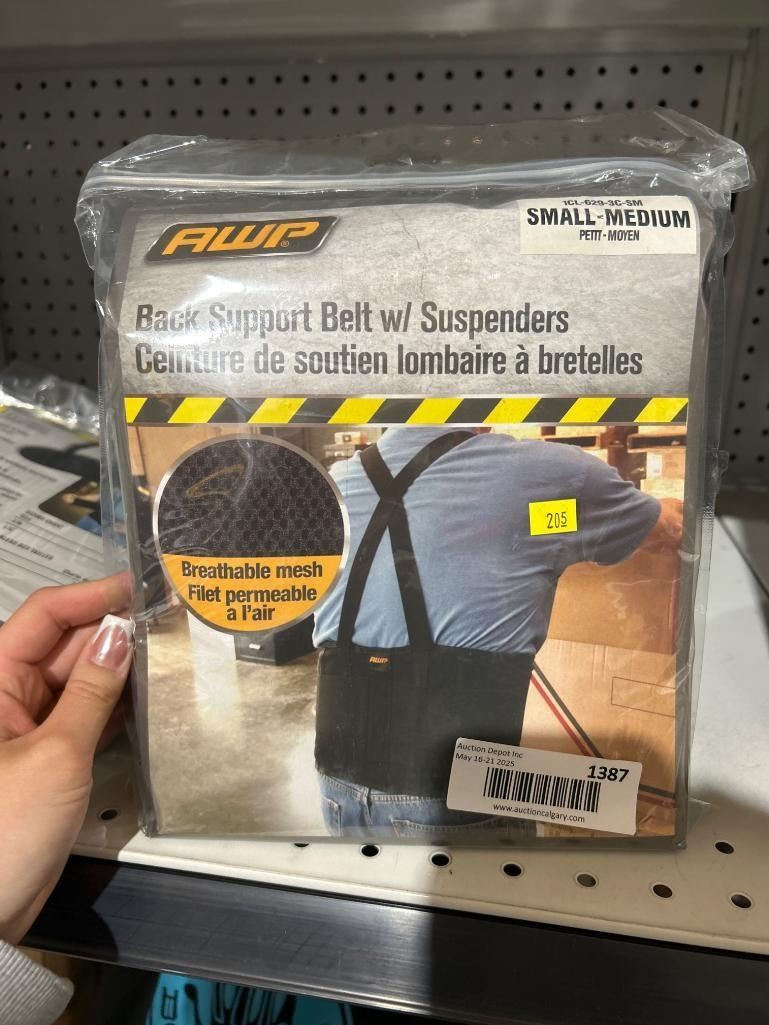 AWP®
1CL-629-3C-SM
SMALL-MEDIUM
PETIT - MOYEN
Back Support Belt w/ Suspenders
Ceinture de soutien lombaire à bretelles
205
Breathable mesh
Filet permeable
a l'air
AWP
Auction Depot Inc
May 16-21 2025
1387
www.auctioncalgary.com